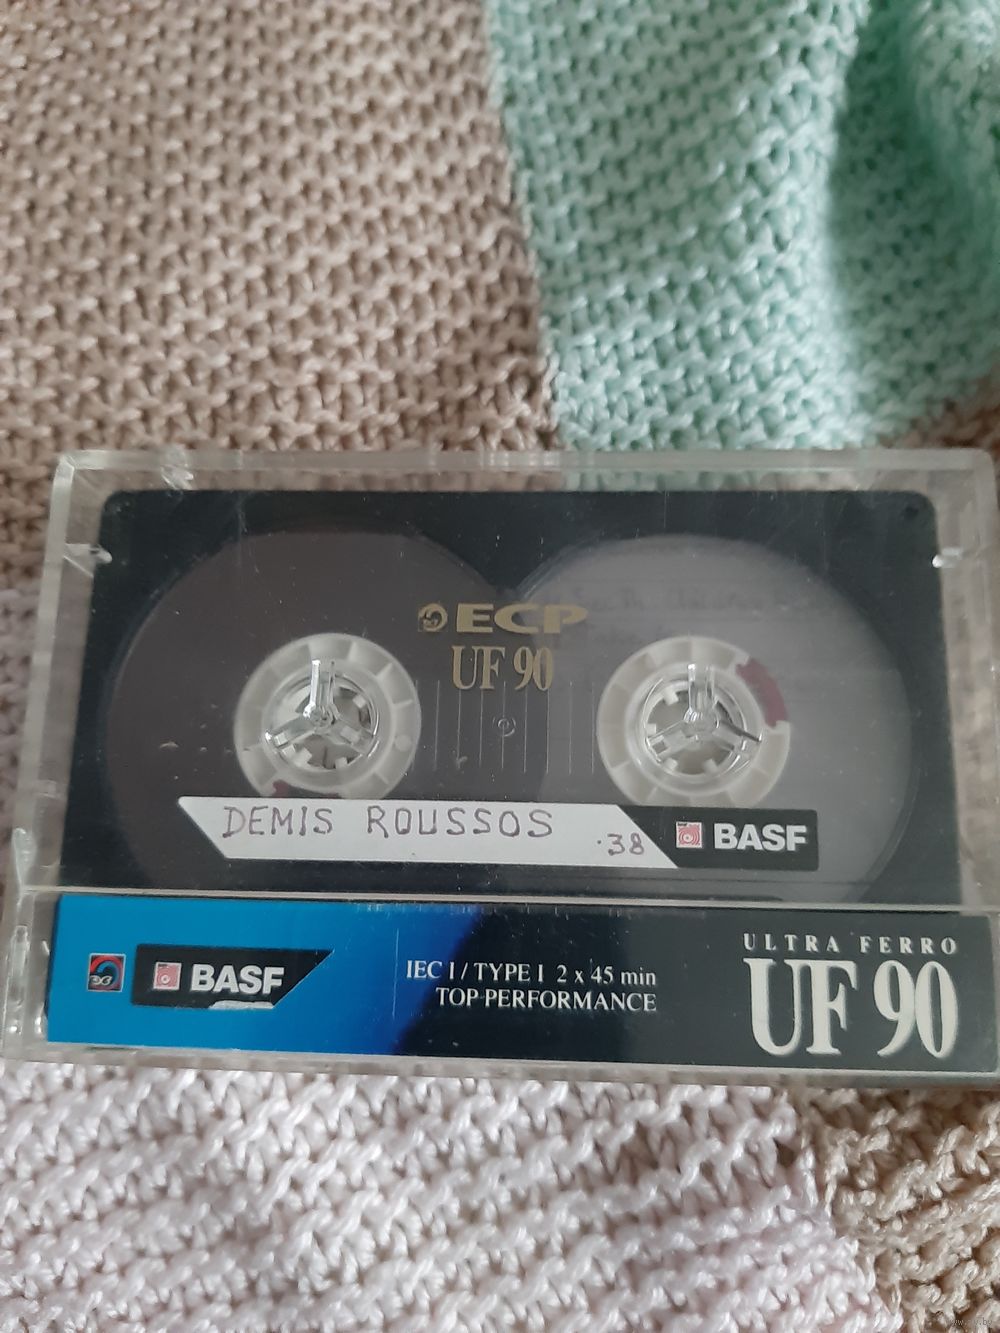 ECP
UF 90
DEMIS ROUSSOS
·38
BASF
BASF
IEC I / TYPE I 2 x 45 min
TOP PERFORMANCE
ULTRA FERRO
UF 90